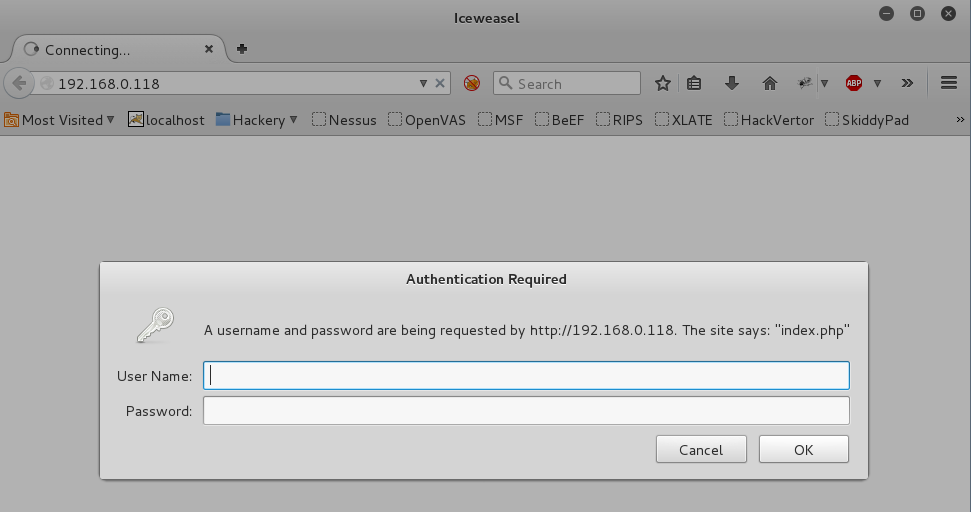 Iceweasel
Connecting...
192.168.0.118 Search ABP
Most Visited localhost Hackery Nessus OpenVAS MSF BeEF RIPS XLATE HackVertor SkiddyPad
Authentication Required
A username and password are being requested by http://192.168.0.118. The site says: "index.php"
User Name:
Password:
Cancel OK